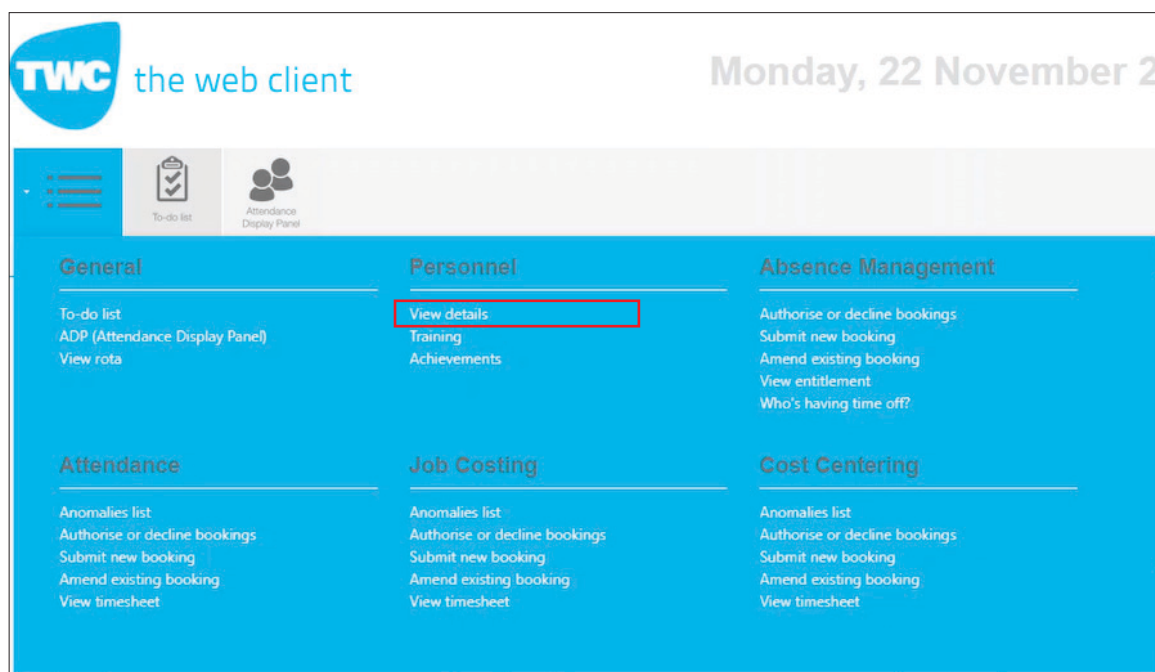 TWC the web client
Monday, 22 November 2
To-do list
Attendance
Display Panel
General
To-do list
ADP (Attendance Display Panel)
View rota
Personnel
View details
Training
Achievements
Absence Management
Authorise or decline bookings
Submit new booking
Amend existing booking
View entitlement
Who's having time off?
Attendance
Anomalies list
Authorise or decline bookings
Submit new booking
Amend existing booking
View timesheet
Job Costing
Anomalies list
Authorise or decline bookings
Submit new booking
Amend existing booking
View timesheet
Cost Centering
Anomalies list
Authorise or decline bookings
Submit new booking
Amend existing booking
View timesheet